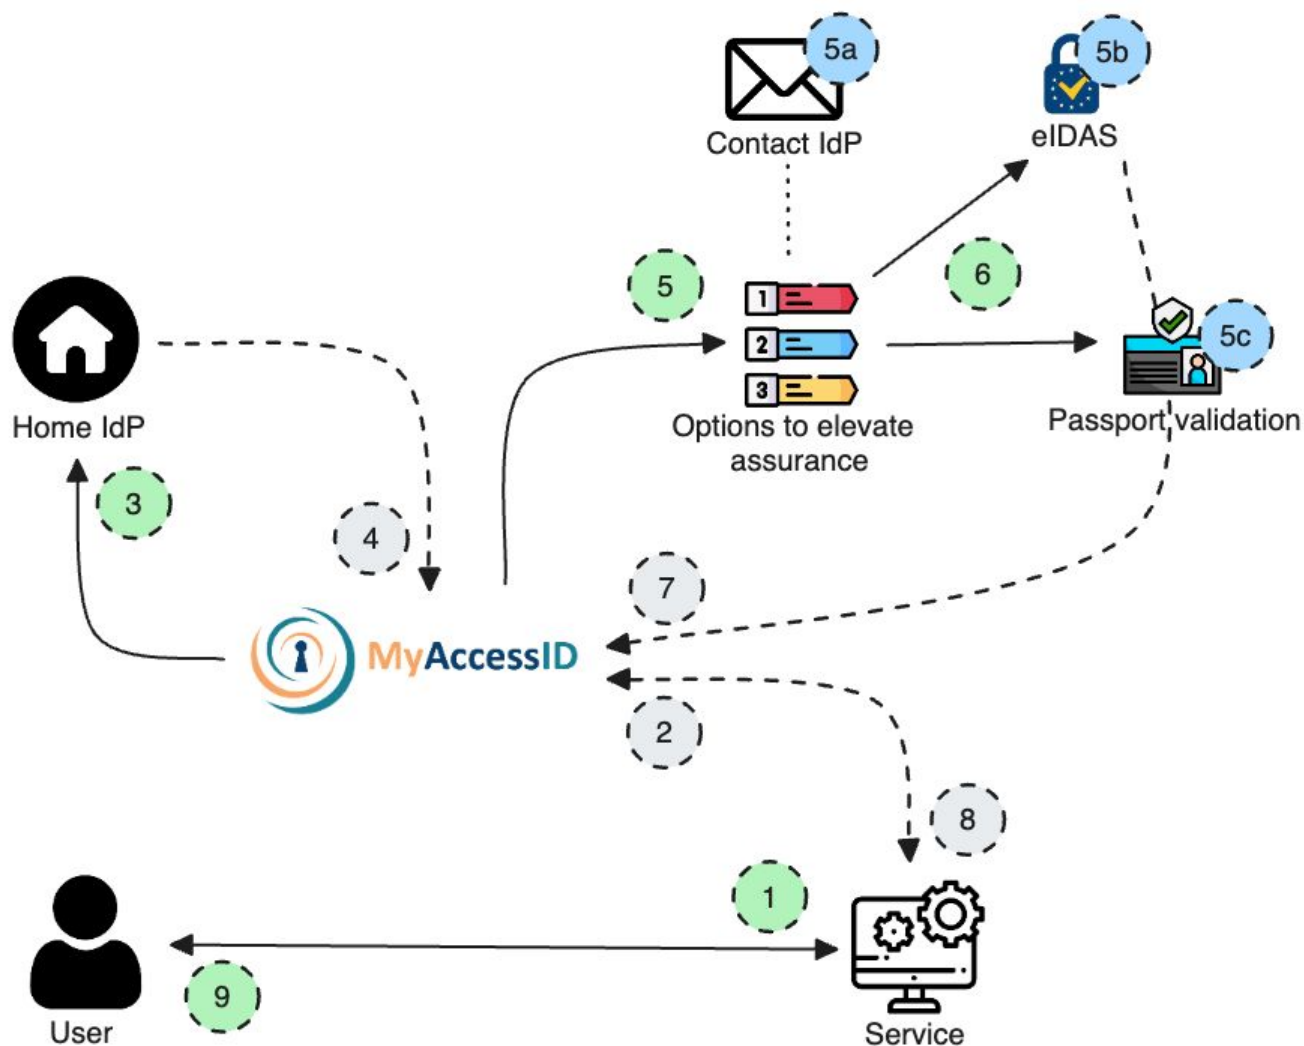 5a
5b
Contact IdP
eIDAS
5
6
1
2
3
5c
Options to elevate
assurance
Passport validation
Home IdP
3
4
7
MyAccessID
2
8
1
9
User
Service